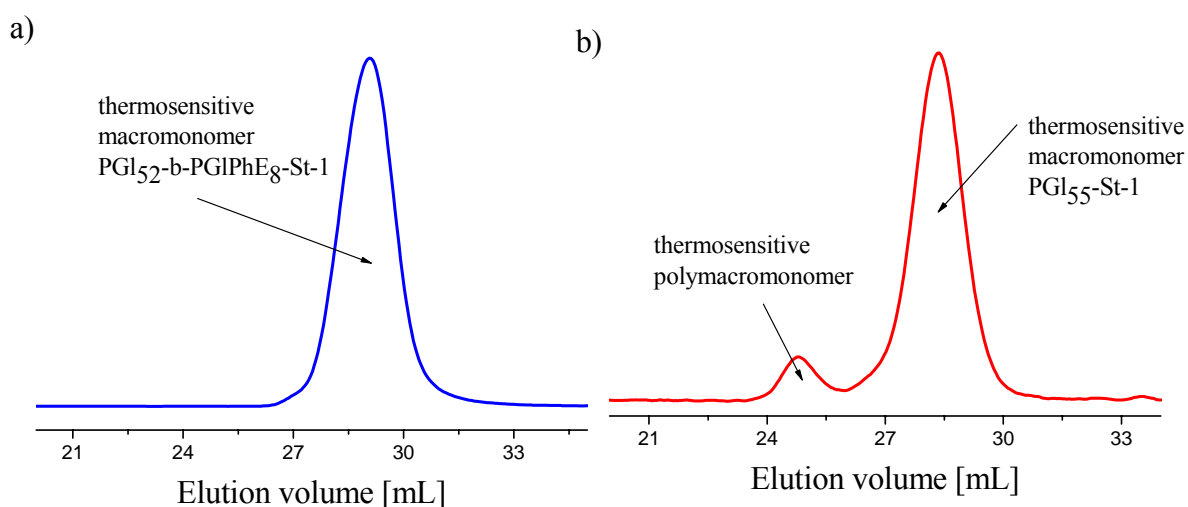 a)
thermosensitive
macromonomer
PGl52-b-PGlPhE8-St-1
21 24 27 30 33
Elution volume [mL]
b)
thermosensitive
macromonomer
PGl55-St-1
thermosensitive
polymacromonomer
21 24 27 30 33
Elution volume [mL]